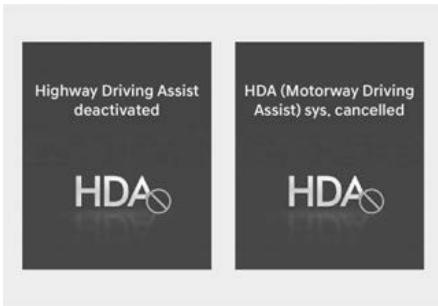 Highway Driving Assist
deactivated
HDA
HDA (Motorway Driving
Assist) sys. cancelled
HDA